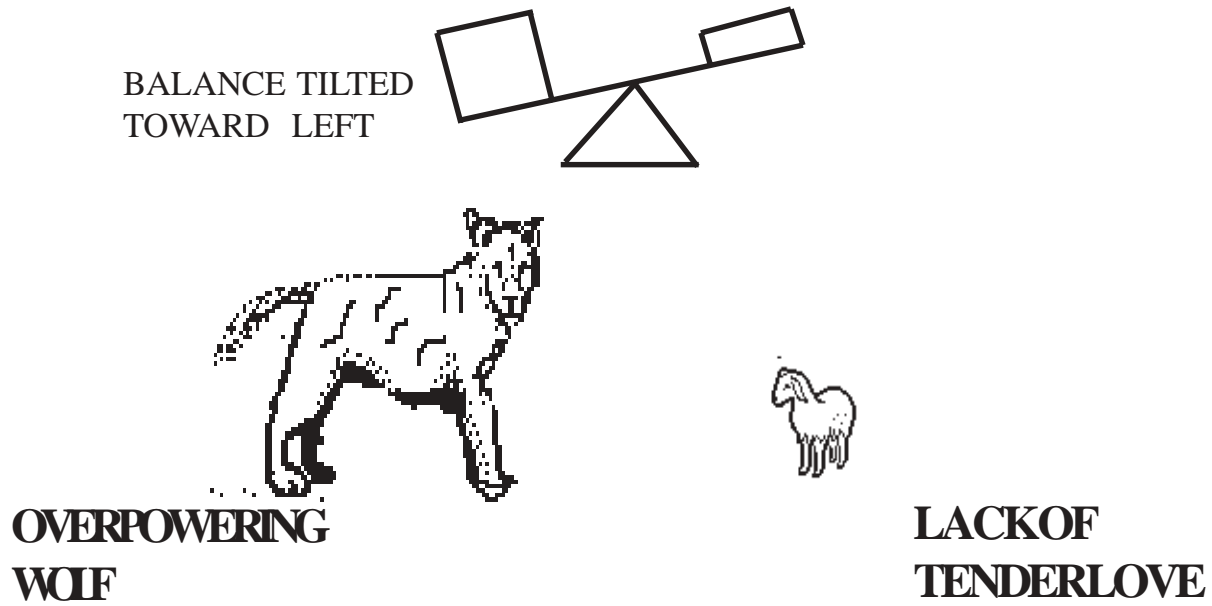 BALANCE TILTED
TOWARD LEFT
OVERPOWERING
WOLF
LACKOF
TENDERLOVE